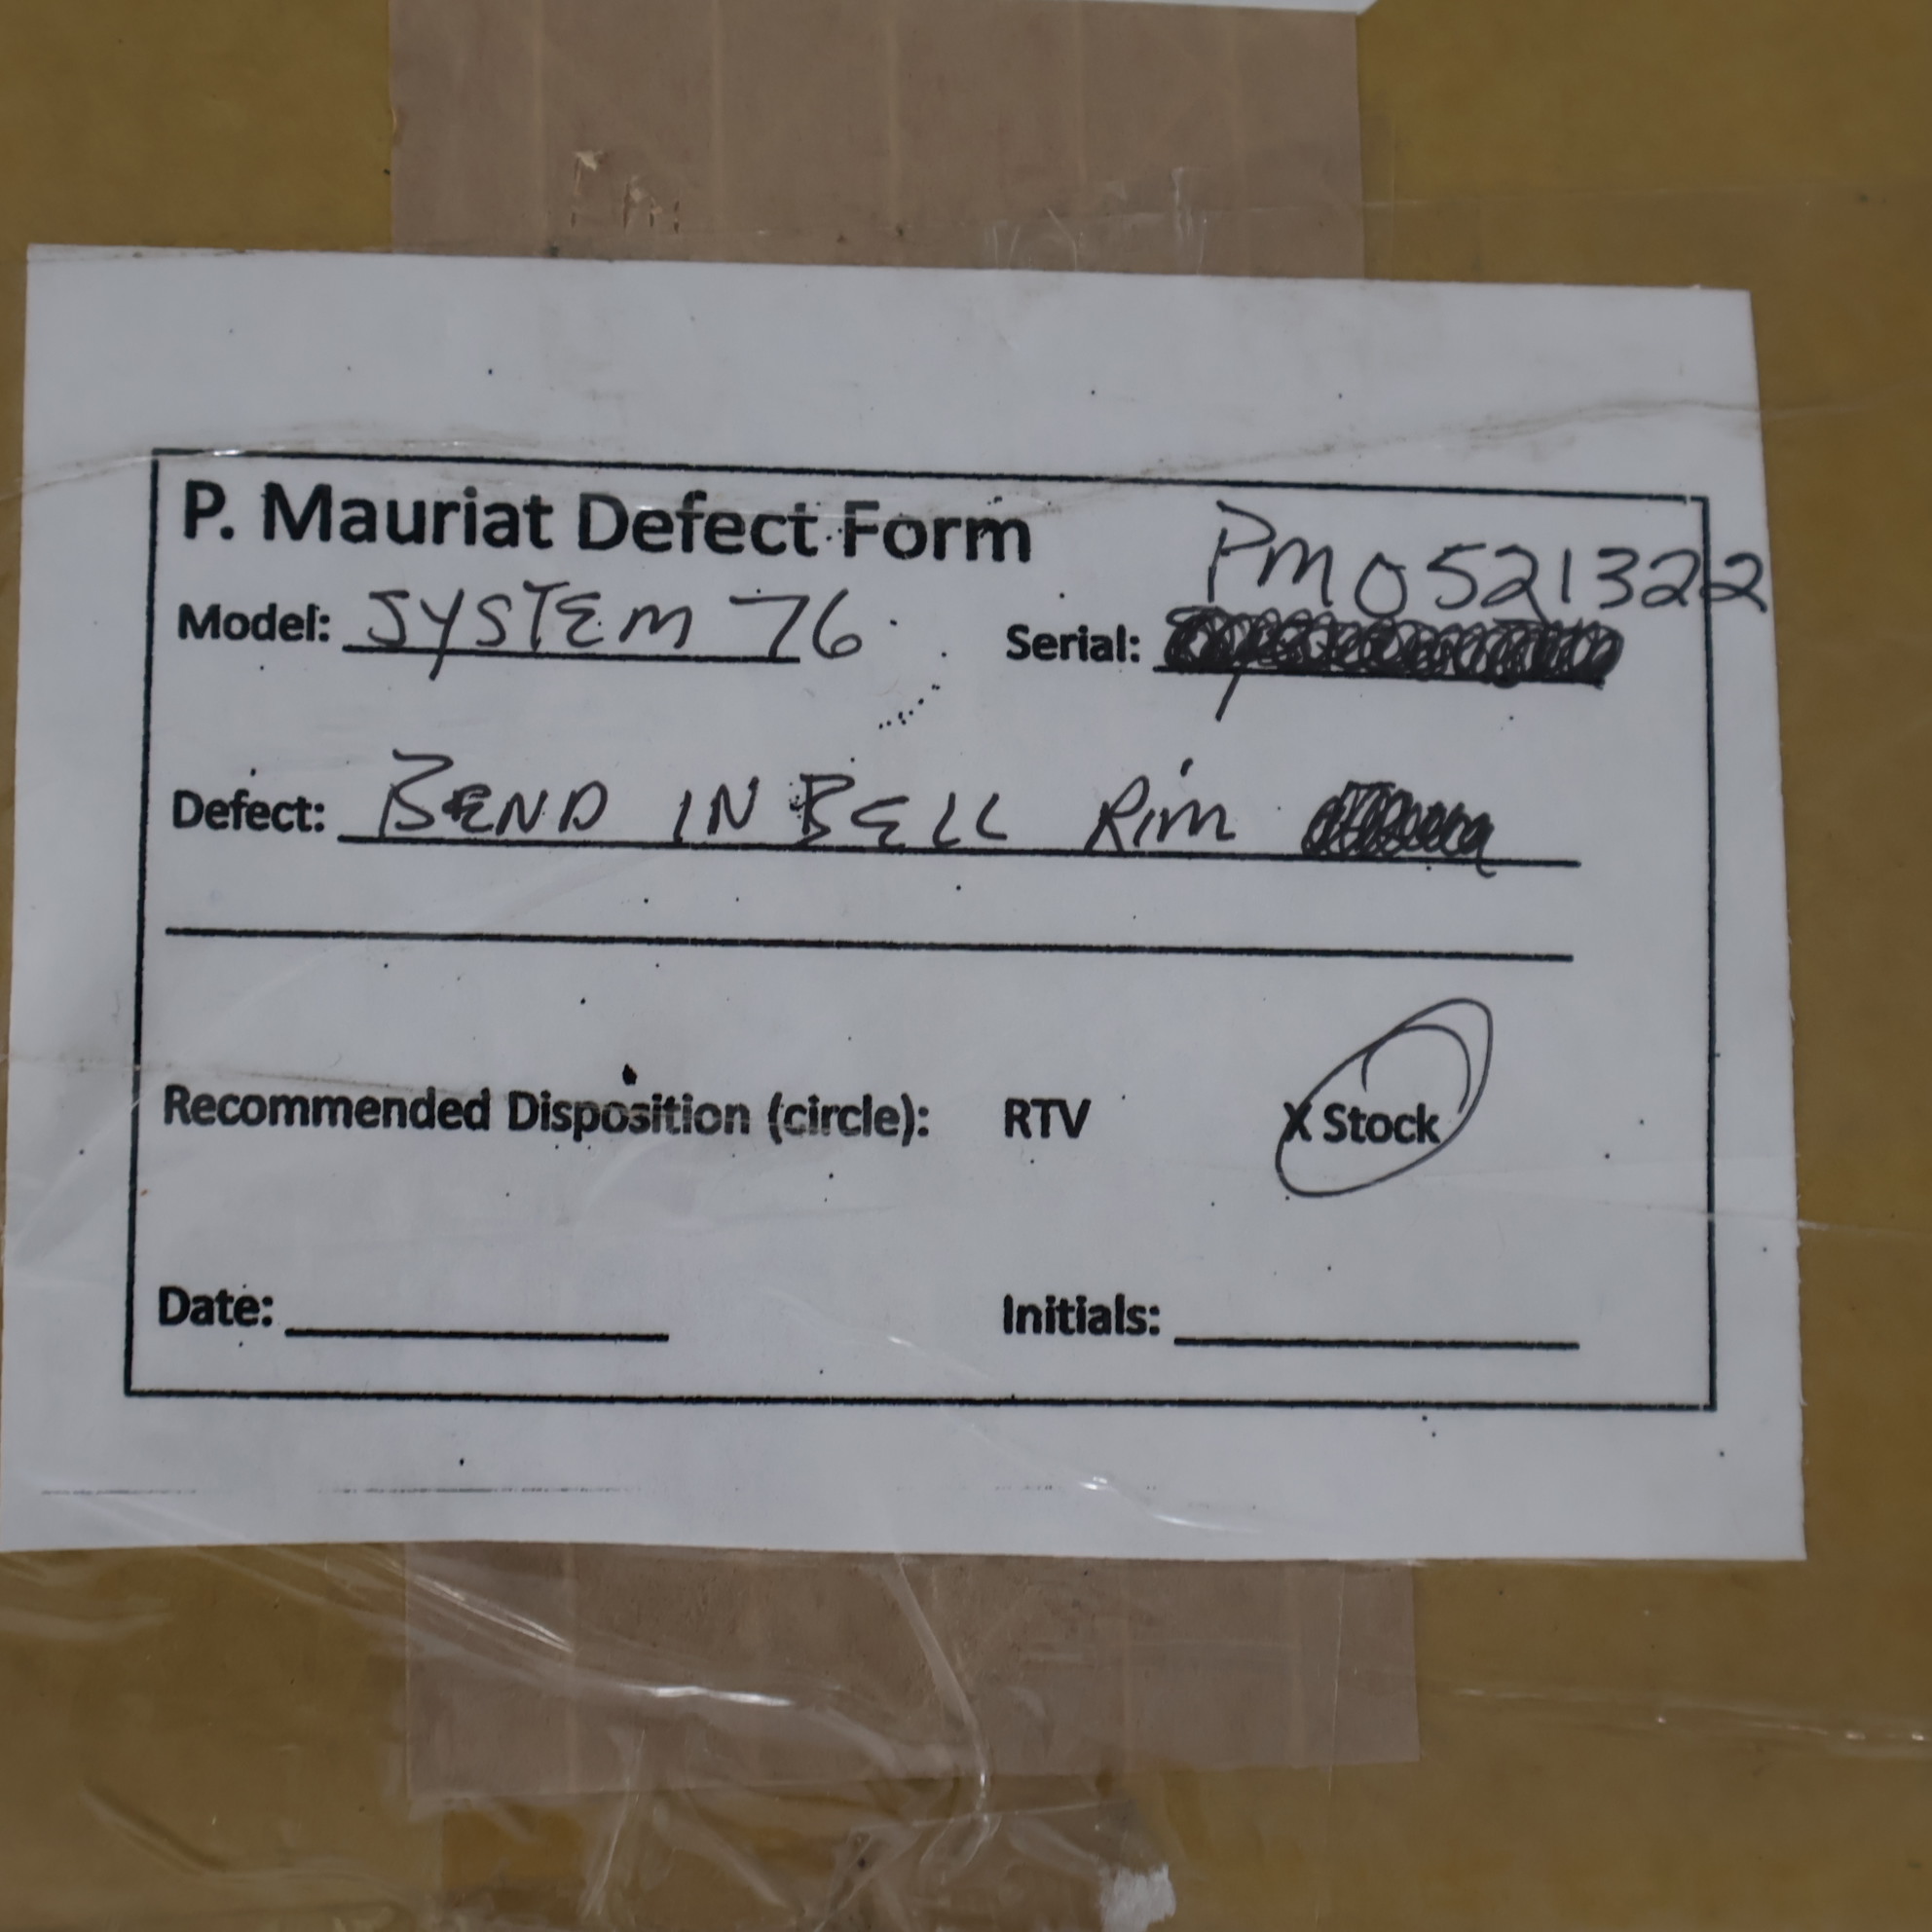 P. Mauriat Defect Form
PM0521322
Model: SYSTEM 76 Serial:
Defect: BEND IN BELL Rim
Recommended Disposition (circle): RTV X Stock
Date: Initials: